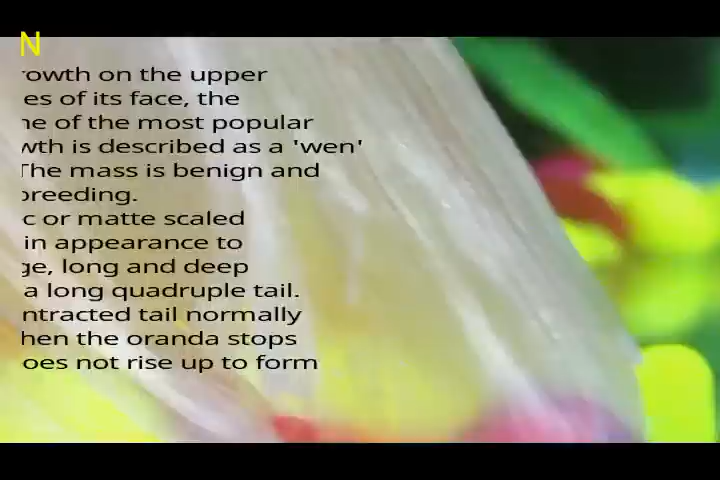 N
rowth on the upper
es of its face, the
ne of the most popular
wth is described as a 'wen'
The mass is benign and
breeding.
c or matte scaled
in appearance to
ge, long and deep
a long quadruple tail.
ntracted tail normally
hen the oranda stops
oes not rise up to form